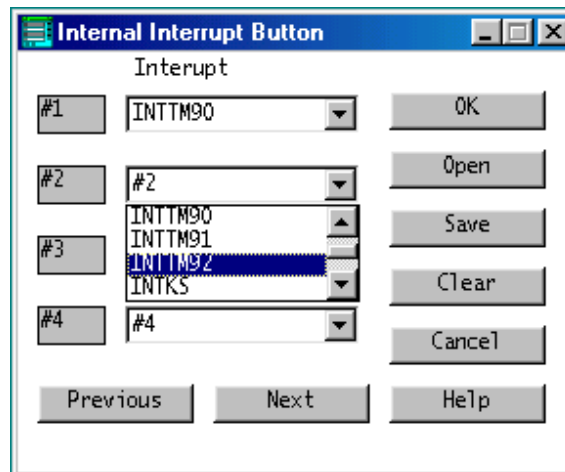 Internal Interrupt Button
Interupt
#1 INTTM90 OK
#2 #2 Open
INTTM90
INTTM91
#3 Save
INTTM92
INTKS Clear
#4 #4 Cancel
Previous Next Help